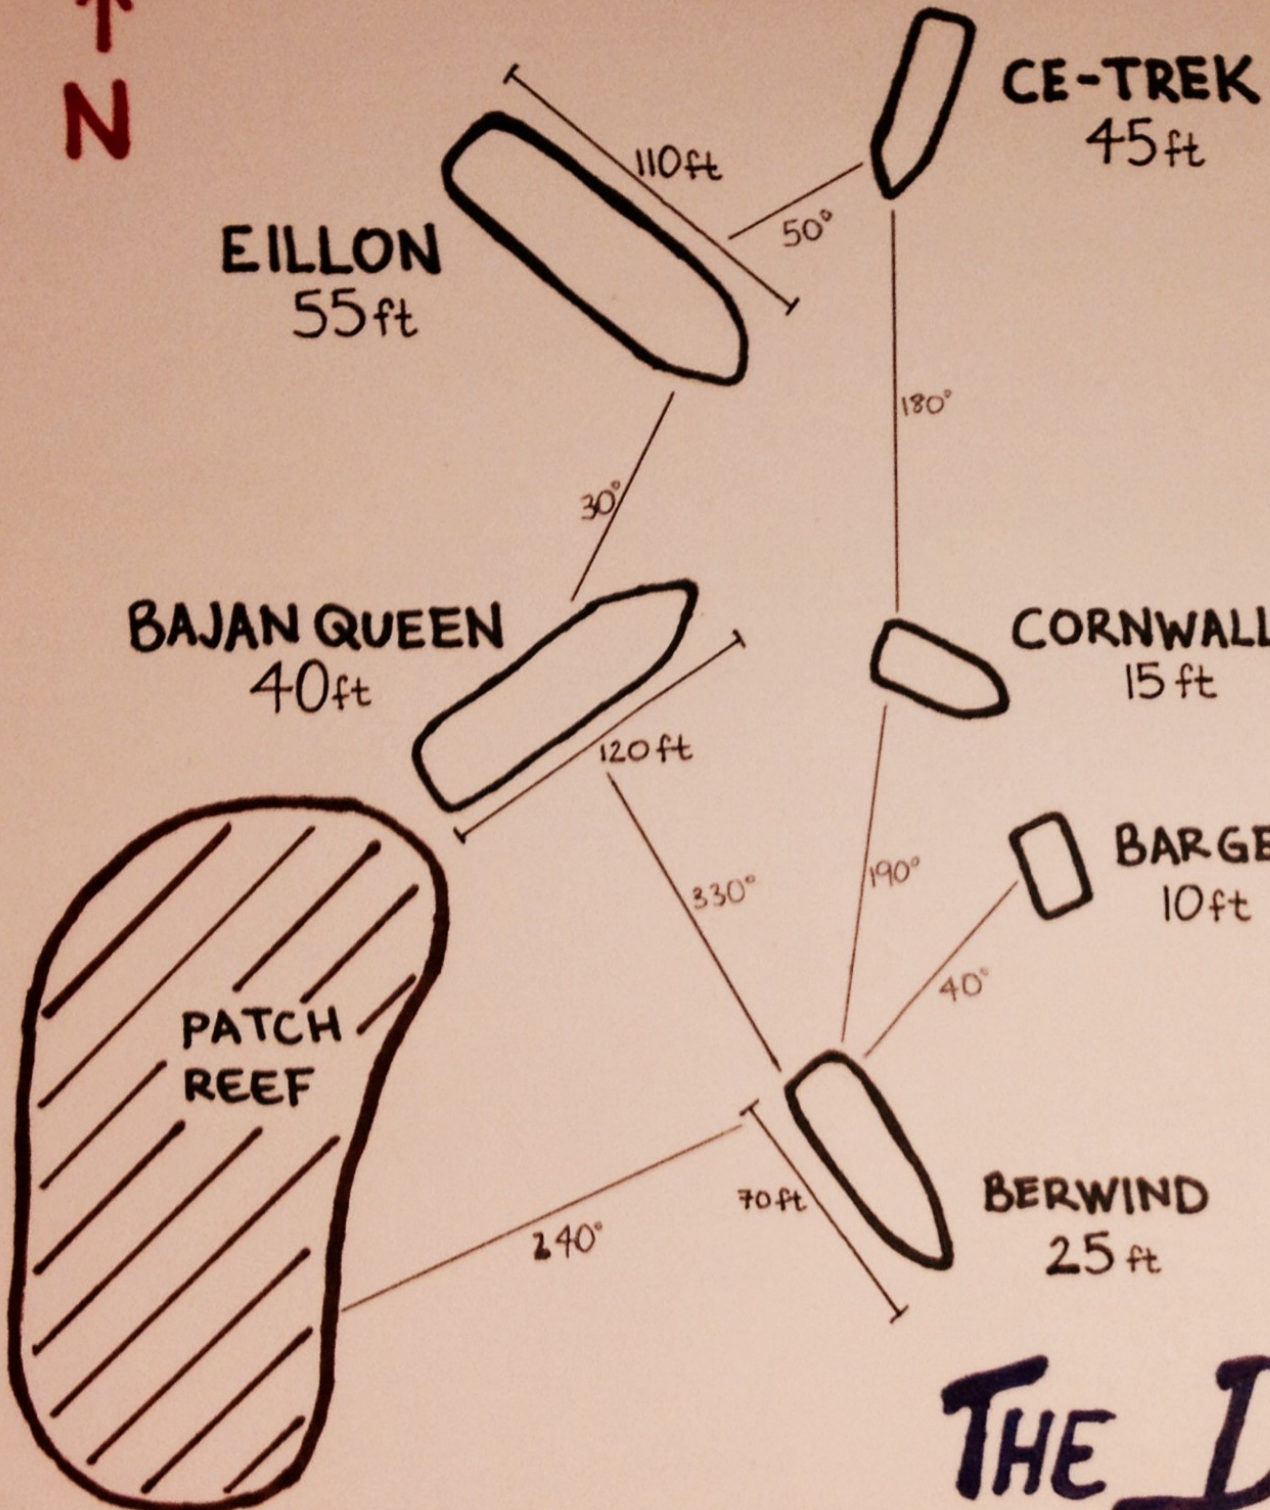 N
CE-TREK
45ft
110ft
50°
EILLON
55ft
180°
30°
BAJAN QUEEN
40ft
CORNWALL
15ft
120ft
BARGE
10ft
330°
190°
40°
PATCH
REEF
BERWIND
25ft
70ft
240°
THE